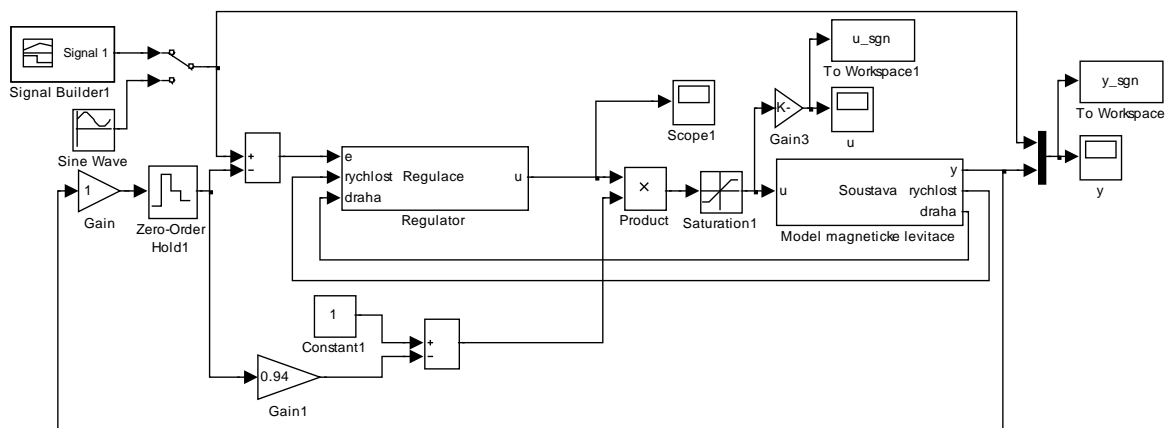 Signal 1
Signal Builder1
Sine Wave
1
Gain
Zero-Order
Hold1
+
−
e
rychlost
draha
Regulace
u
Regulator
Scope1
×
Product
Saturation1
K-
Gain3
u_sgn
To Workspace1
u
u
Soustava
y
rychlost
draha
Model magneticke levitace
y_sgn
To Workspace
y
1
Constant1
+
−
0.94
Gain1